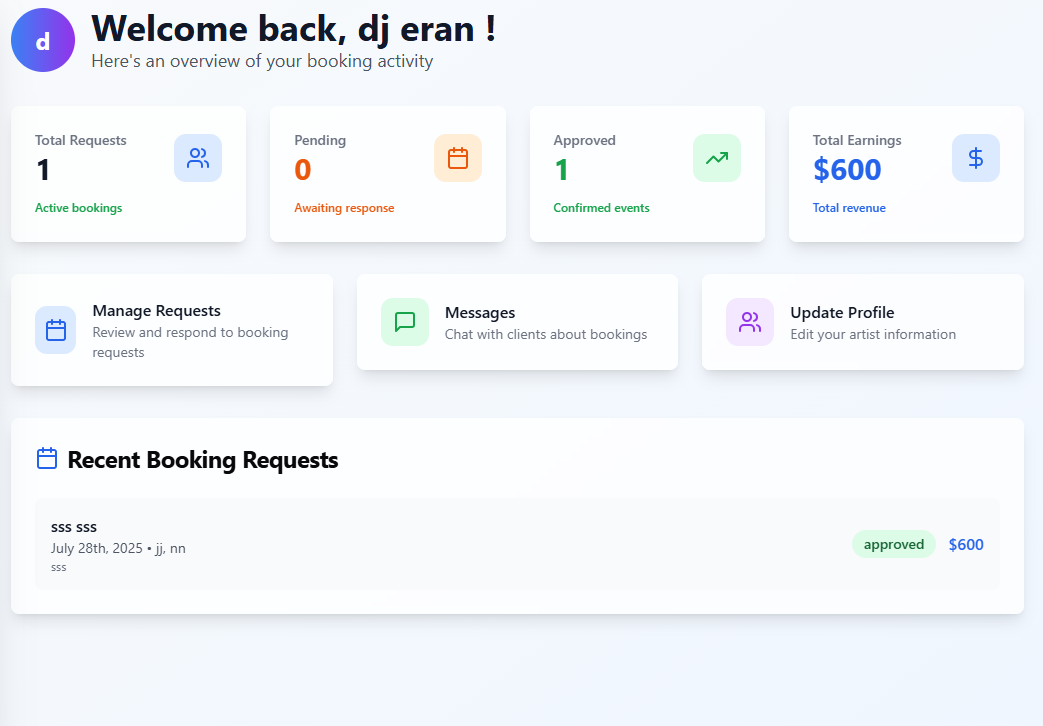 d
Welcome back, dj eran !
Here's an overview of your booking activity
Total Requests
1
Active bookings
Pending
0
Awaiting response
Approved
1
Confirmed events
Total Earnings
$600
Total revenue
Manage Requests
Review and respond to booking
requests
Messages
Chat with clients about bookings
Update Profile
Edit your artist information
Recent Booking Requests
sss sss
July 28th, 2025 • jj, nn
sss
approved
$600